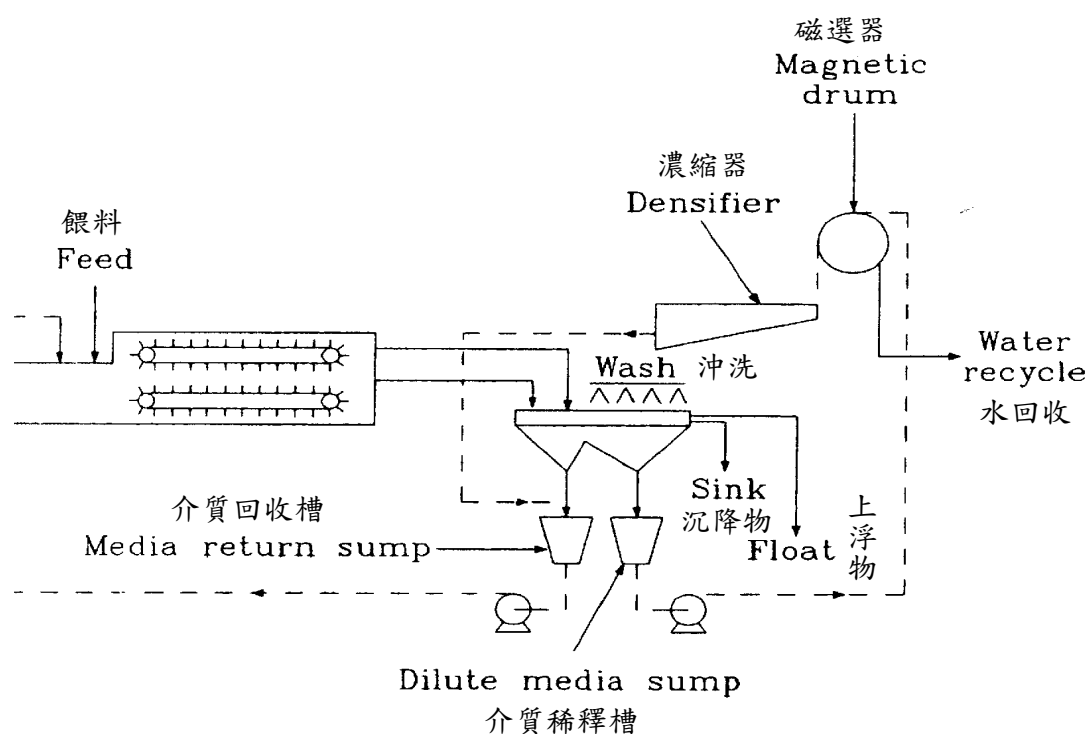 磁選器
Magnetic
drum
濃縮器
Densifier
餵料
Feed
Wash 沖洗
Water
recycle
水回收
Sink
沉降物
Float
上浮物
介質回收槽
Media return sump
Dilute media sump
介質稀釋槽